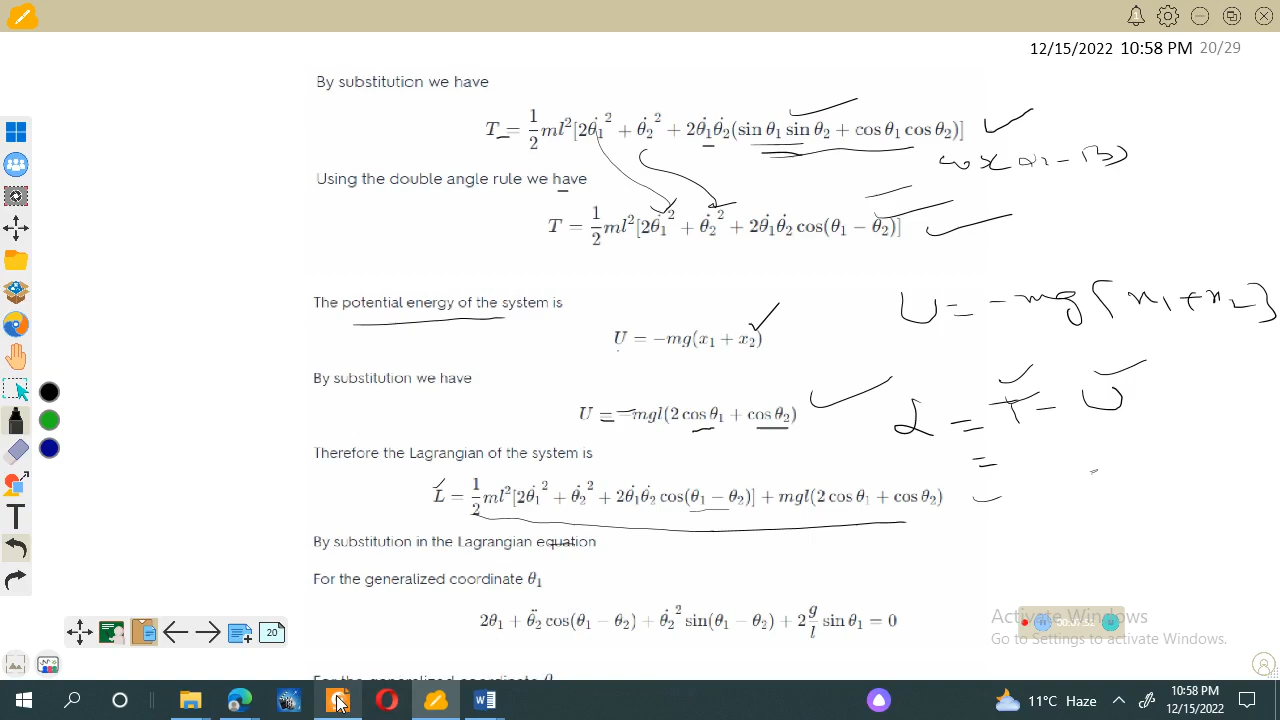 12/15/2022 10:58 PM 20/29
By substitution we have
T = 1/2 ml²[2θ̇₁² + θ̇₂² + 2θ̇₁θ̇₂(sin θ₁ sin θ₂ + cos θ₁ cos θ₂)]
Using the double angle rule we have
T = 1/2 ml²[2θ̇₁² + θ̇₂² + 2θ̇₁θ̇₂ cos(θ₁ − θ₂)]
The potential energy of the system is
U = −mg{x₁+x₂}
U = −mg(x₁ + x₂)
By substitution we have
L = T − U
U = −mgl(2 cos θ₁ + cos θ₂)
=
Therefore the Lagrangian of the system is
L = 1/2 ml²[2θ̇₁² + θ̇₂² + 2θ̇₁θ̇₂ cos(θ₁ − θ₂)] + mgl(2 cos θ₁ + cos θ₂)
By substitution in the Lagrangian equation
For the generalized coordinate θ₁
2θ₁ + θ̈₂ cos(θ₁ − θ₂) + θ̇₂² sin(θ₁ − θ₂) + 2 g/l sin θ₁ = 0
Activate Windows
Go to Settings to activate Windows.
20
11°C Haze
10:58 PM
12/15/2022